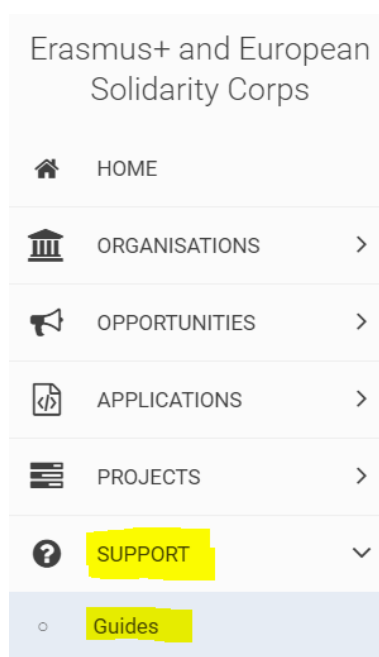 Erasmus+ and European
Solidarity Corps
HOME
ORGANISATIONS
OPPORTUNITIES
APPLICATIONS
PROJECTS
SUPPORT
Guides